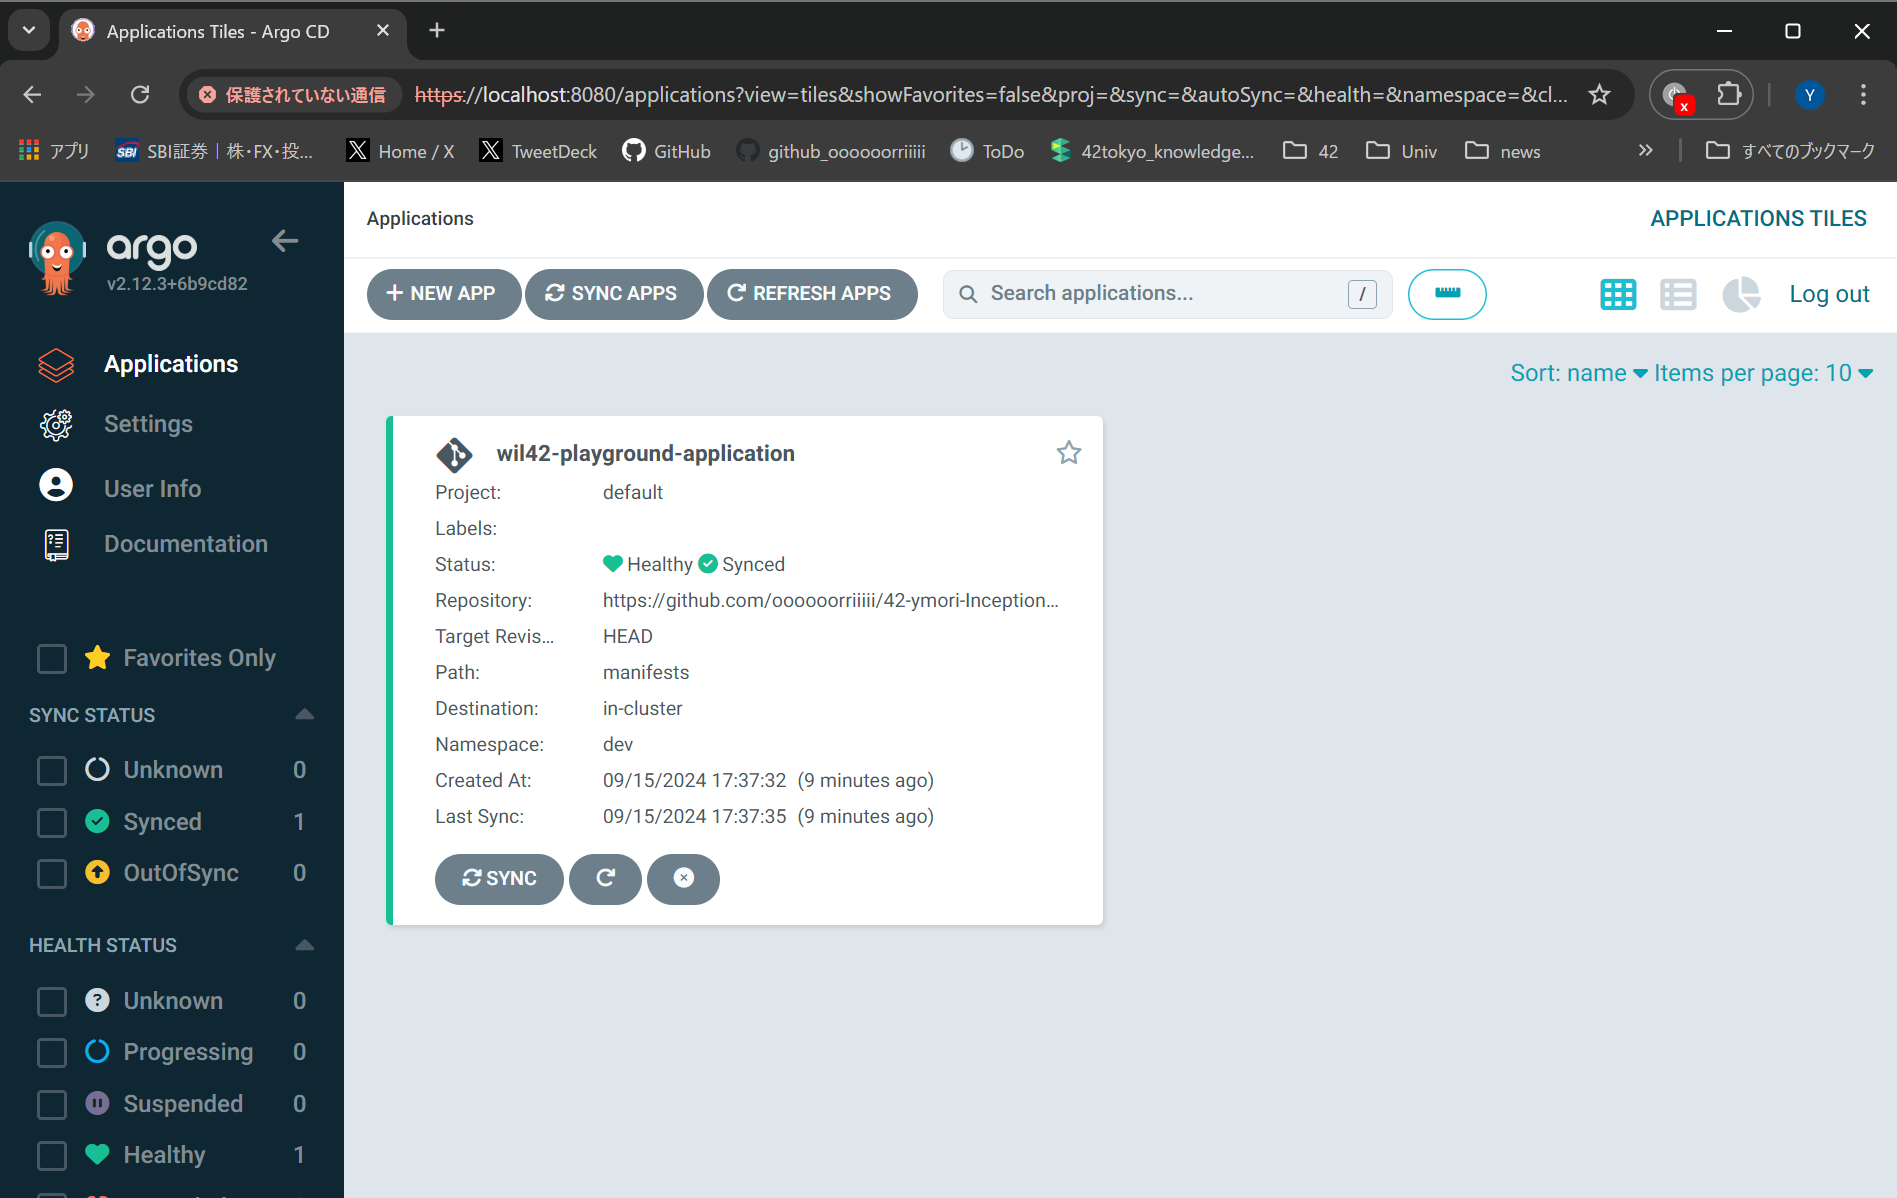 Applications Tiles - Argo CD
保護されていない通信 https://localhost:8080/applications?view=tiles&showFavorites=false&proj=&sync=&autoSync=&health=&namespace=&cl...
x
Y
アプリ SBI SBI証券｜株・FX・投... Home / X TweetDeck GitHub github_oooooorriiiii ToDo 42tokyo_knowledge... 42 Univ news » すべてのブックマーク
argo
v2.12.3+6b9cd82
Applications
Settings
User Info
Documentation
Favorites Only
SYNC STATUS
Unknown 0
Synced 1
OutOfSync 0
HEALTH STATUS
Unknown 0
Progressing 0
Suspended 0
Healthy 1
Applications
APPLICATIONS TILES
+ NEW APP SYNC APPS REFRESH APPS Search applications... / Log out
Sort: name Items per page: 10
wil42-playground-application
Project: default
Labels:
Status: Healthy Synced
Repository: https://github.com/oooooorriiiii/42-ymori-Inception...
Target Revis... HEAD
Path: manifests
Destination: in-cluster
Namespace: dev
Created At: 09/15/2024 17:37:32 (9 minutes ago)
Last Sync: 09/15/2024 17:37:35 (9 minutes ago)
SYNC